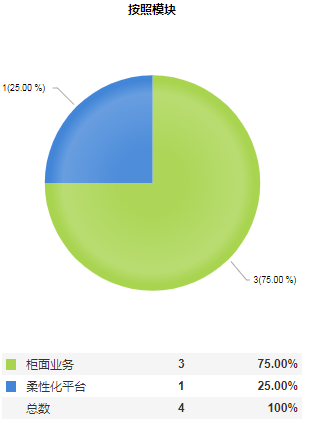 按照模块
1(25.00 %)
3(75.00 %)
柜面业务 3 75.00%
柔性化平台 1 25.00%
总数 4 100%